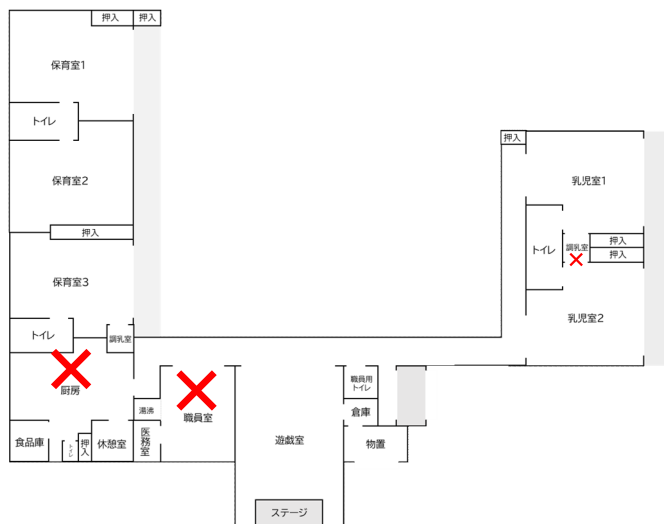 押入
押入
保育室1
トイレ
保育室2
押入
保育室3
トイレ
調乳室
厨房
食品庫
トイレ
押入
休憩室
湯沸
医務室
職員室
遊戯室
ステージ
職員用
トイレ
倉庫
物置
押入
乳児室1
トイレ
調乳室
押入
押入
乳児室2